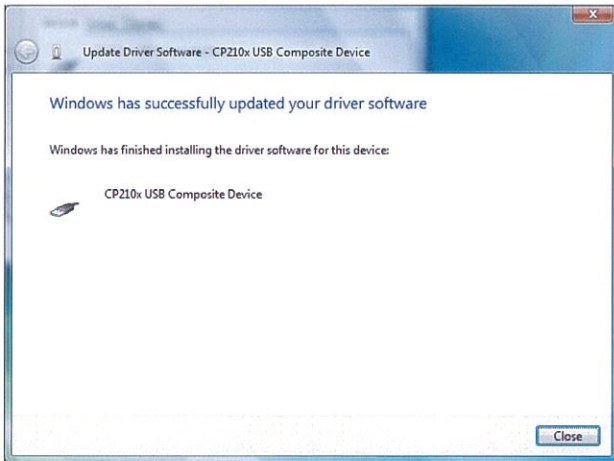 Update Driver Software - CP210x USB Composite Device
Windows has successfully updated your driver software
Windows has finished installing the driver software for this device:
CP210x USB Composite Device
Close